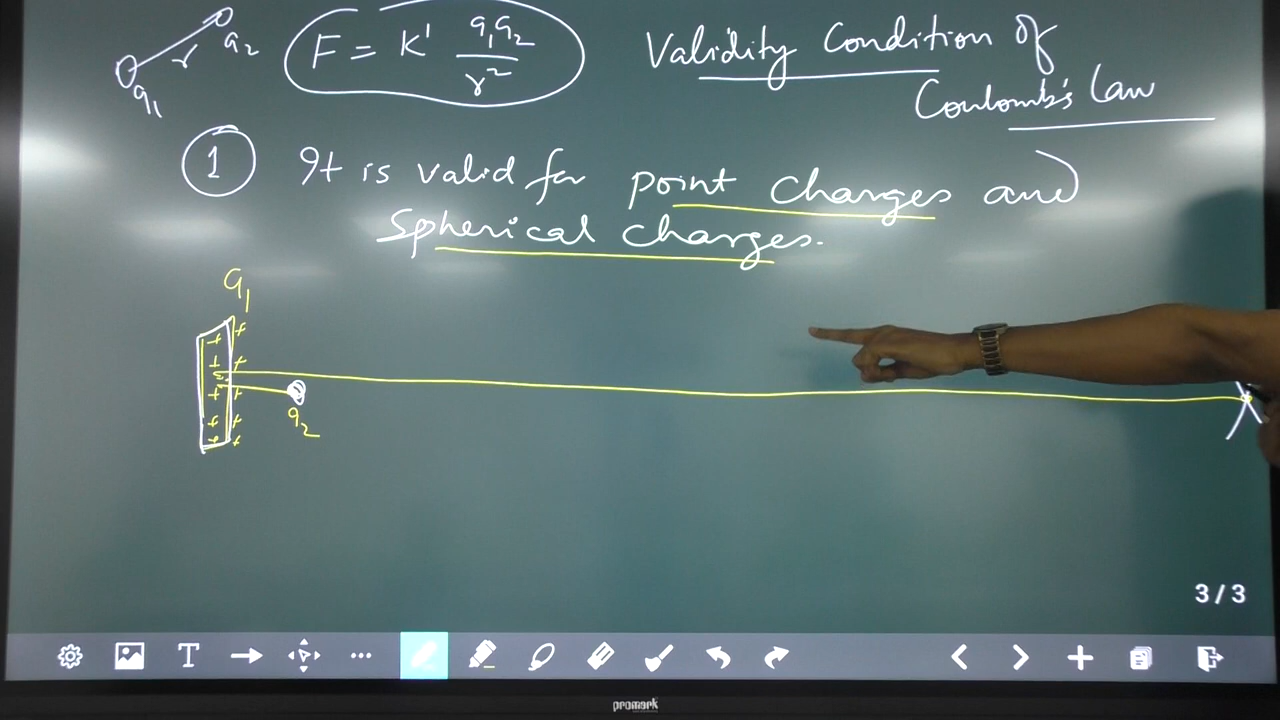 q₂
r
q₁
F = K' q₁q₂ / r²
Validity Condition of
Coulomb's Law
1 It is valid for point charges and
Spherical charges.
q₁
+ + + + + + + + + +
q₂
3 / 3
T
promark